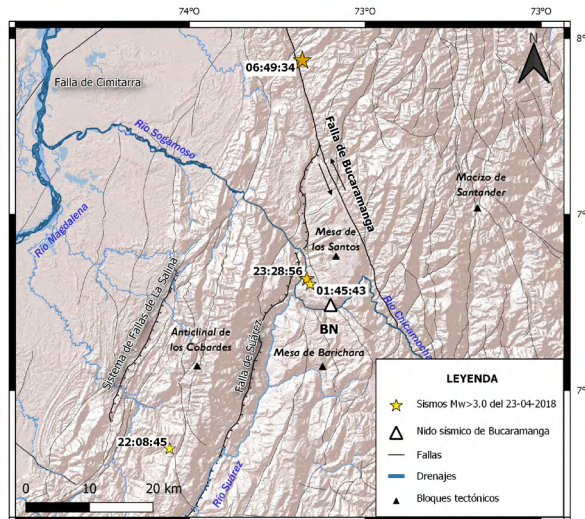 74°O
73°O
73°O
8°
N
06:49:34
Falla de Cimitarra
Río Sogamoso
Falla de Bucaramanga
Macizo de
Santander
7°
Río Magdalena
Mesa de
los Santos
23:28:56
01:45:43
BN
Río Chicamocha
Sistema de Fallas de La Salina
Anticlinal de
los Cobardes
Falla de Suárez
Mesa de Barichara
7°
22:08:45
Río Suárez
0 10 20 km
LEYENDA
Sismos Mw>3.0 del 23-04-2018
Nido sísmico de Bucaramanga
Fallas
Drenajes
Bloques tectónicos